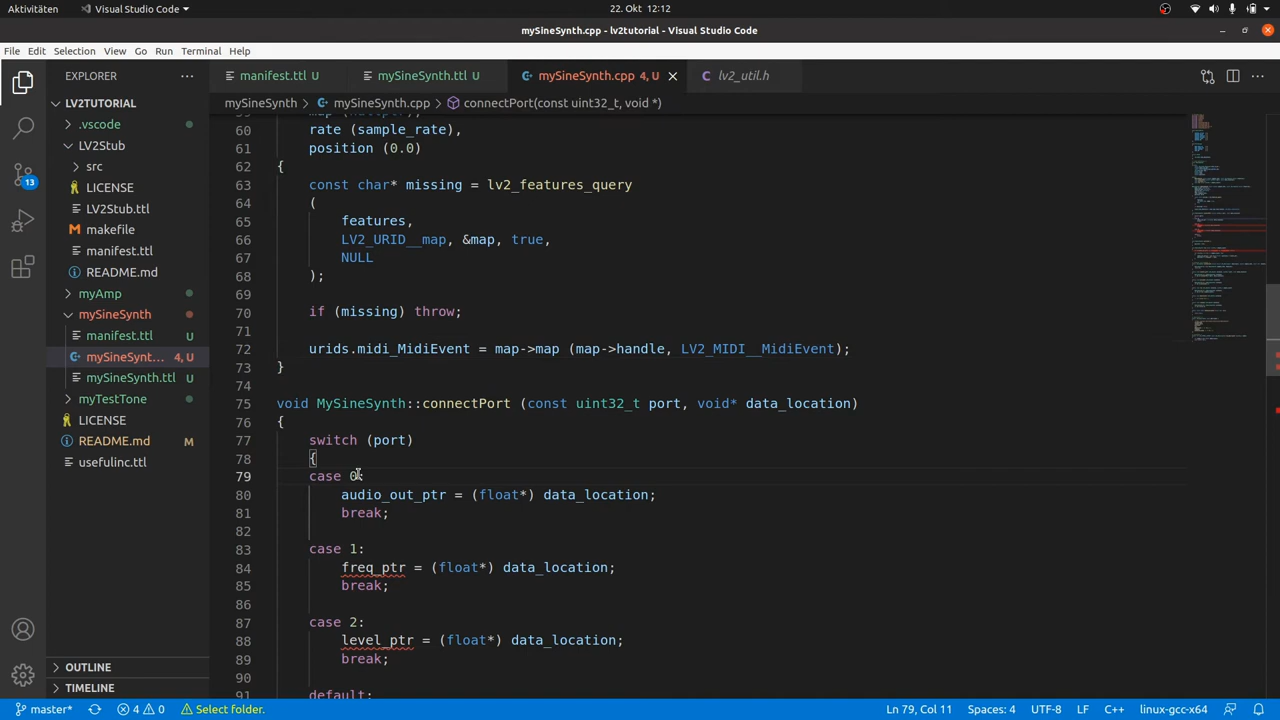 Aktivitäten
Visual Studio Code
22. Okt 12:12
mySineSynth.cpp - lv2tutorial - Visual Studio Code
File Edit Selection View Go Run Terminal Help
EXPLORER
manifest.ttl U
mySineSynth.ttl U
mySineSynth.cpp 4, U
lv2_util.h
LV2TUTORIAL
.vscode
LV2Stub
src
LICENSE
LV2Stub.ttl
makefile
manifest.ttl
README.md
myAmp
mySineSynth
manifest.ttl U
mySineSynt... 4, U
mySineSynth.ttl U
myTestTone
LICENSE
README.md M
usefulinc.ttl
OUTLINE
TIMELINE
13
mySineSynth > mySineSynth.cpp > connectPort(const uint32_t, void *)
60 rate (sample_rate),
61 position (0.0)
62 {
63 const char* missing = lv2_features_query
64 (
65 features,
66 LV2_URID__map, &map, true,
67 NULL
68 );
69
70 if (missing) throw;
71
72 urids.midi_MidiEvent = map->map (map->handle, LV2_MIDI__MidiEvent);
73 }
74
75 void MySineSynth::connectPort (const uint32_t port, void* data_location)
76 {
77 switch (port)
78 {
79 case 0:
80 audio_out_ptr = (float*) data_location;
81 break;
82
83 case 1:
84 freq_ptr = (float*) data_location;
85 break;
86
87 case 2:
88 level_ptr = (float*) data_location;
89 break;
90
91 default:
master* 4 0 Select folder. Ln 79, Col 11 Spaces: 4 UTF-8 LF C++ linux-gcc-x64